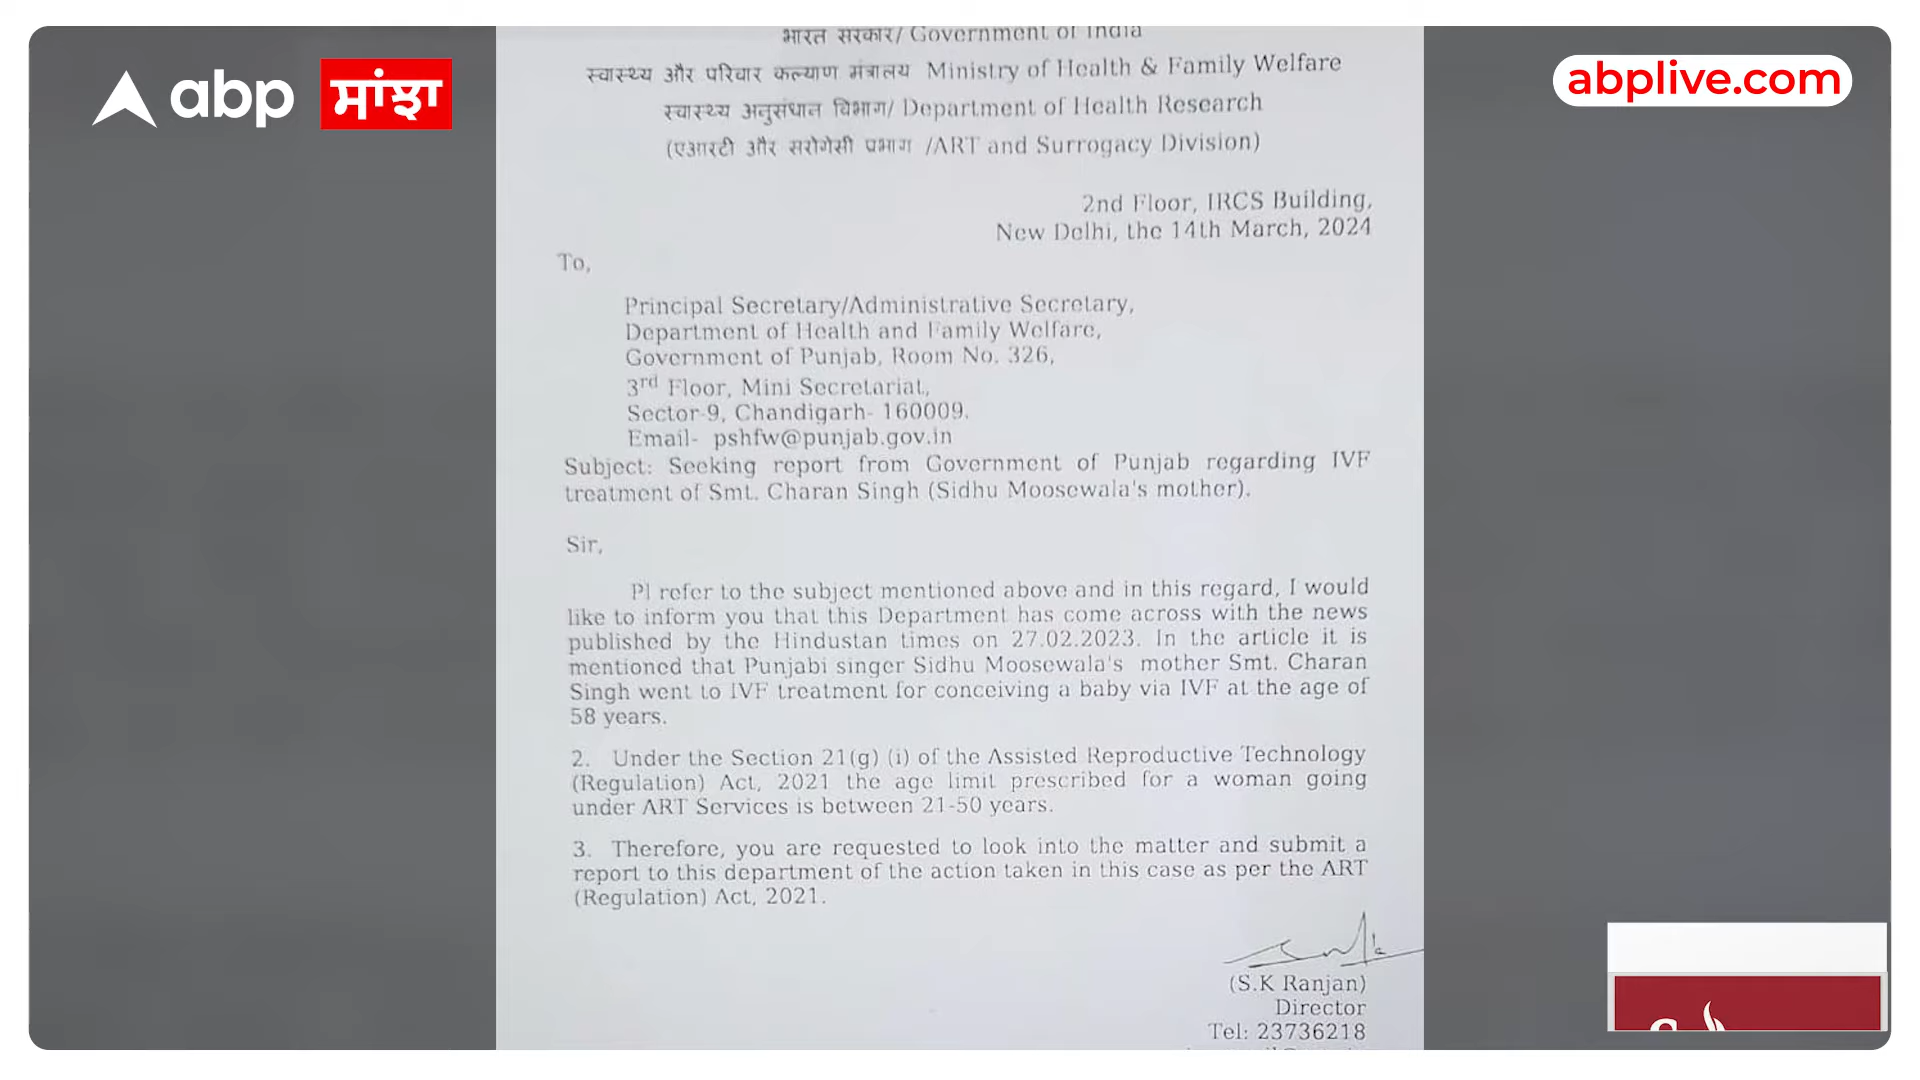 abp ਸਾਂਝਾ
abplive.com
भारत सरकार/ Government of India
स्वास्थ्य और परिवार कल्याण मंत्रालय Ministry of Health & Family Welfare
स्वास्थ्य अनुसंधान विभाग/ Department of Health Research
(एआरटी और सरोगेसी प्रभाग /ART and Surrogacy Division)
2nd Floor, IRCS Building,
New Delhi, the 14th March, 2024
To,
Principal Secretary/Administrative Secretary,
Department of Health and Family Welfare,
Government of Punjab, Room No. 326,
3rd Floor, Mini Secretariat,
Sector-9, Chandigarh- 160009.
Email- pshfw@punjab.gov.in
Subject: Seeking report from Government of Punjab regarding IVF
treatment of Smt. Charan Singh (Sidhu Moosewala's mother).
Sir,
Pl refer to the subject mentioned above and in this regard, I would
like to inform you that this Department has come across with the news
published by the Hindustan times on 27.02.2023. In the article it is
mentioned that Punjabi singer Sidhu Moosewala's mother Smt. Charan
Singh went to IVF treatment for conceiving a baby via IVF at the age of
58 years.
2. Under the Section 21(g) (i) of the Assisted Reproductive Technology
(Regulation) Act, 2021 the age limit prescribed for a woman going
under ART Services is between 21-50 years.
3. Therefore, you are requested to look into the matter and submit a
report to this department of the action taken in this case as per the ART
(Regulation) Act, 2021.
(S.K Ranjan)
Director
Tel: 23736218